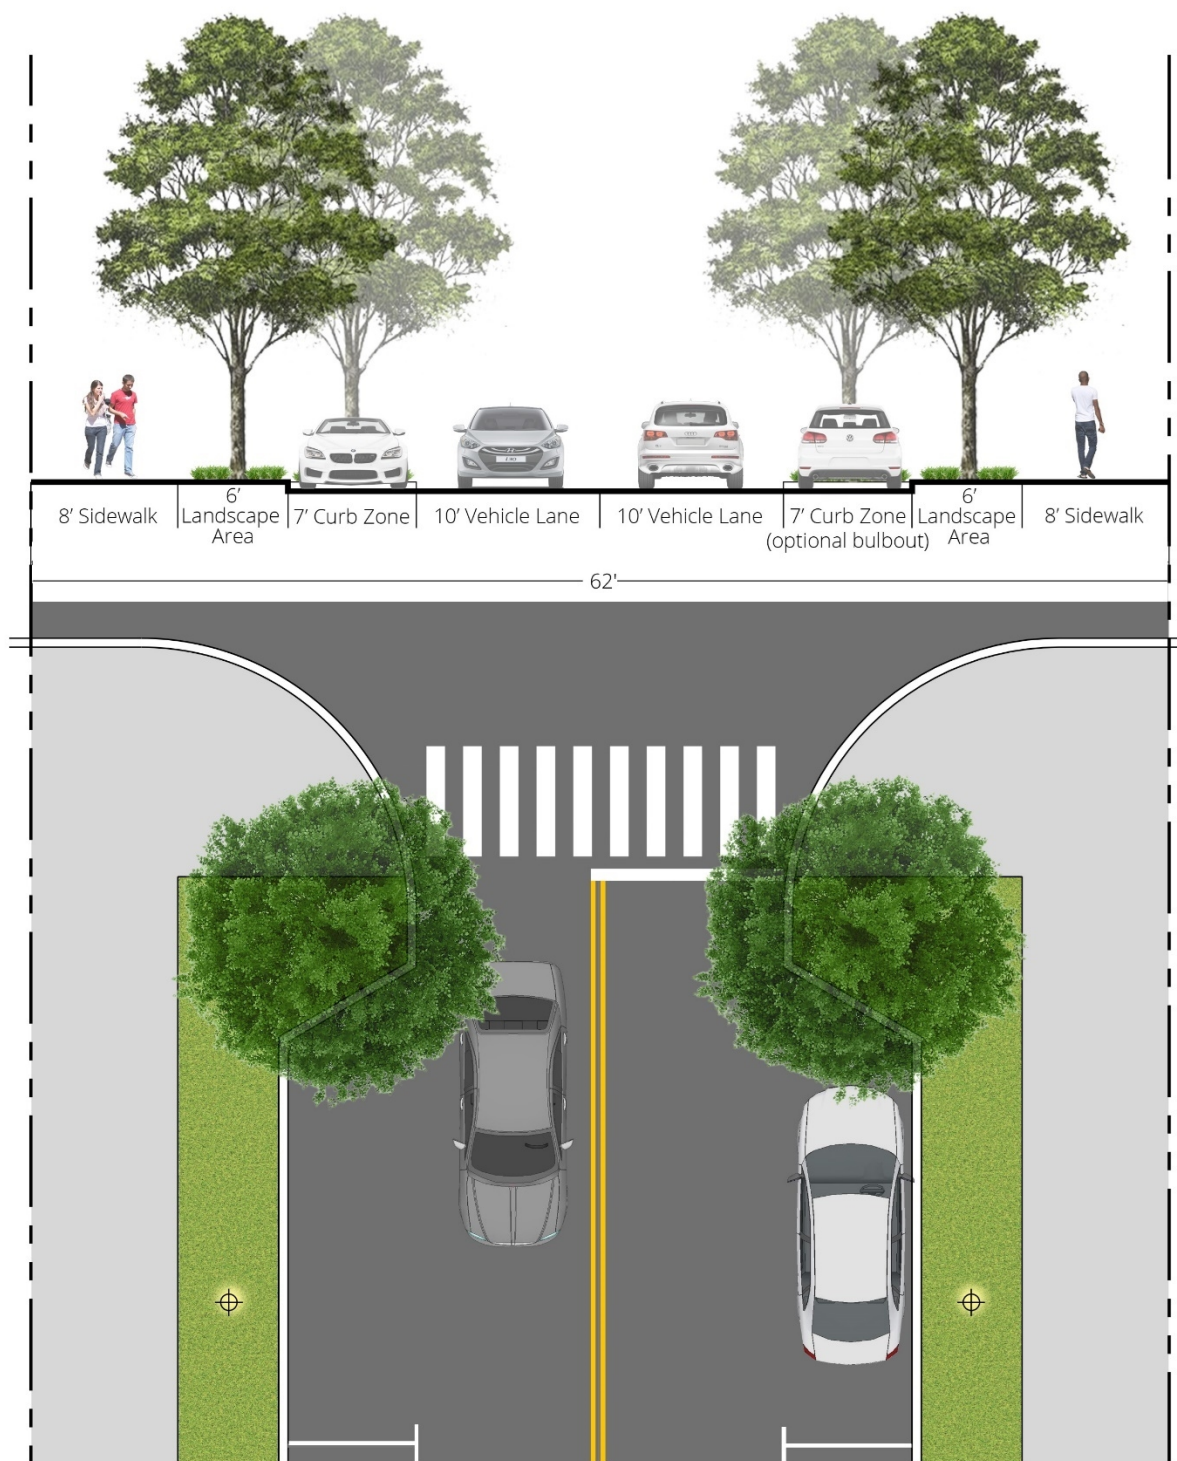 8’ Sidewalk
6’
Landscape
Area
7’ Curb Zone
10’ Vehicle Lane
10’ Vehicle Lane
7’ Curb Zone
(optional bulbout)
6’
Landscape
Area
8’ Sidewalk
62'